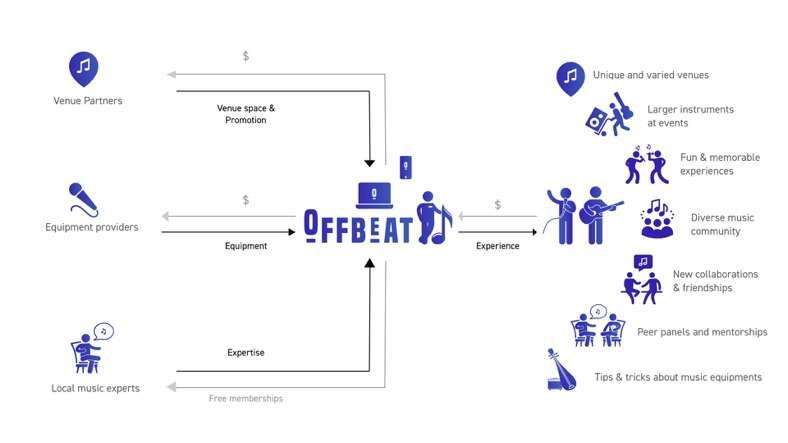 $
Venue Partners
Venue space &
Promotion
$
Equipment providers
Equipment
OFFBEAT
$
Experience
Expertise
Local music experts
Free memberships
Unique and varied venues
Larger instruments
at events
Fun & memorable
experiences
Diverse music
community
New collaborations
& friendships
Peer panels and mentorships
Tips & tricks about music equipments